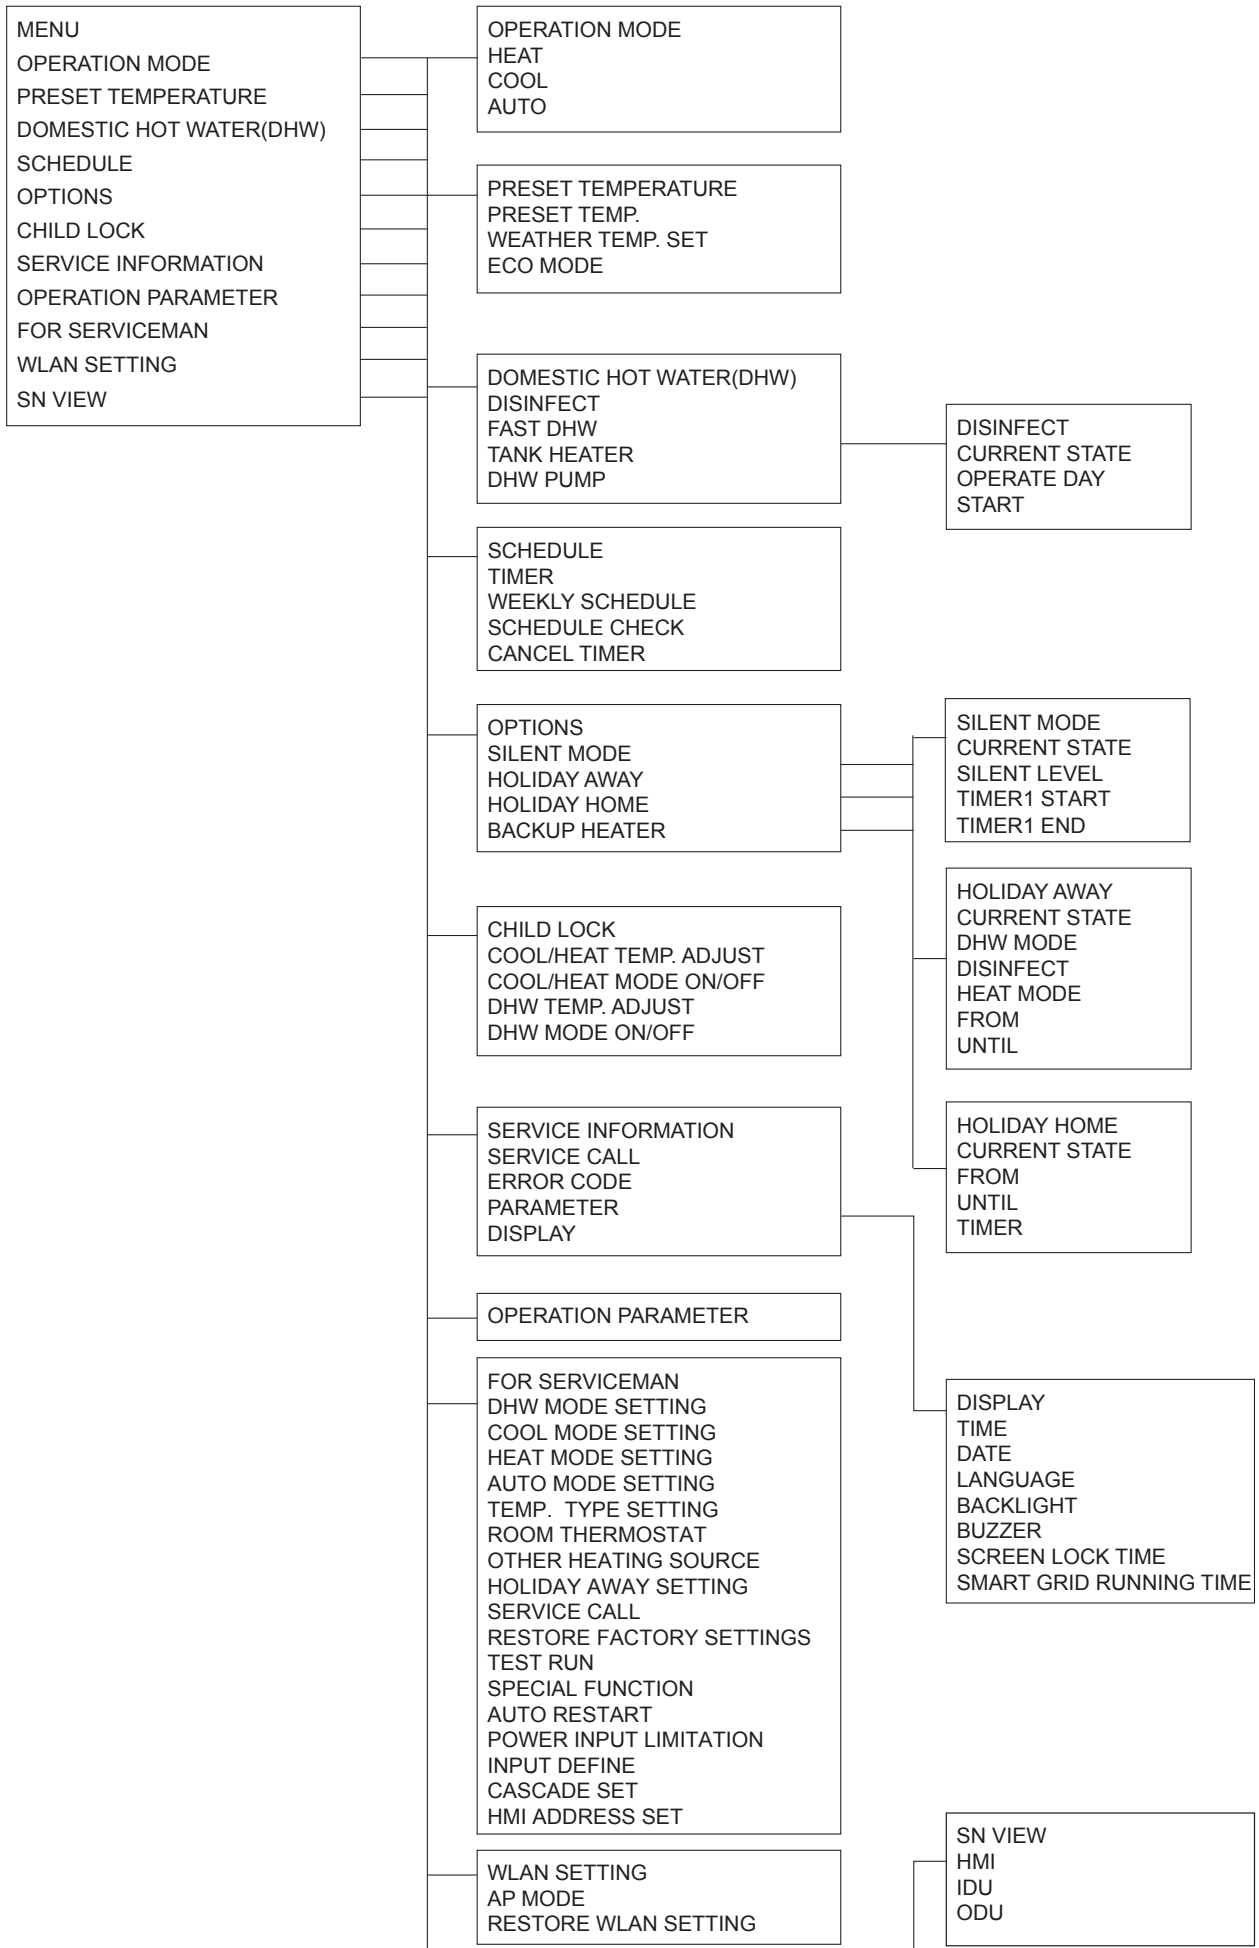 MENU
OPERATION MODE
PRESET TEMPERATURE
DOMESTIC HOT WATER(DHW)
SCHEDULE
OPTIONS
CHILD LOCK
SERVICE INFORMATION
OPERATION PARAMETER
FOR SERVICEMAN
WLAN SETTING
SN VIEW
OPERATION MODE
HEAT
COOL
AUTO
PRESET TEMPERATURE
PRESET TEMP.
WEATHER TEMP. SET
ECO MODE
DOMESTIC HOT WATER(DHW)
DISINFECT
FAST DHW
TANK HEATER
DHW PUMP
DISINFECT
CURRENT STATE
OPERATE DAY
START
SCHEDULE
TIMER
WEEKLY SCHEDULE
SCHEDULE CHECK
CANCEL TIMER
OPTIONS
SILENT MODE
HOLIDAY AWAY
HOLIDAY HOME
BACKUP HEATER
SILENT MODE
CURRENT STATE
SILENT LEVEL
TIMER1 START
TIMER1 END
HOLIDAY AWAY
CURRENT STATE
DHW MODE
DISINFECT
HEAT MODE
FROM
UNTIL
HOLIDAY HOME
CURRENT STATE
FROM
UNTIL
TIMER
CHILD LOCK
COOL/HEAT TEMP. ADJUST
COOL/HEAT MODE ON/OFF
DHW TEMP. ADJUST
DHW MODE ON/OFF
SERVICE INFORMATION
SERVICE CALL
ERROR CODE
PARAMETER
DISPLAY
DISPLAY
TIME
DATE
LANGUAGE
BACKLIGHT
BUZZER
SCREEN LOCK TIME
SMART GRID RUNNING TIME
OPERATION PARAMETER
FOR SERVICEMAN
DHW MODE SETTING
COOL MODE SETTING
HEAT MODE SETTING
AUTO MODE SETTING
TEMP. TYPE SETTING
ROOM THERMOSTAT
OTHER HEATING SOURCE
HOLIDAY AWAY SETTING
SERVICE CALL
RESTORE FACTORY SETTINGS
TEST RUN
SPECIAL FUNCTION
AUTO RESTART
POWER INPUT LIMITATION
INPUT DEFINE
CASCADE SET
HMI ADDRESS SET
WLAN SETTING
AP MODE
RESTORE WLAN SETTING
SN VIEW
HMI
IDU
ODU